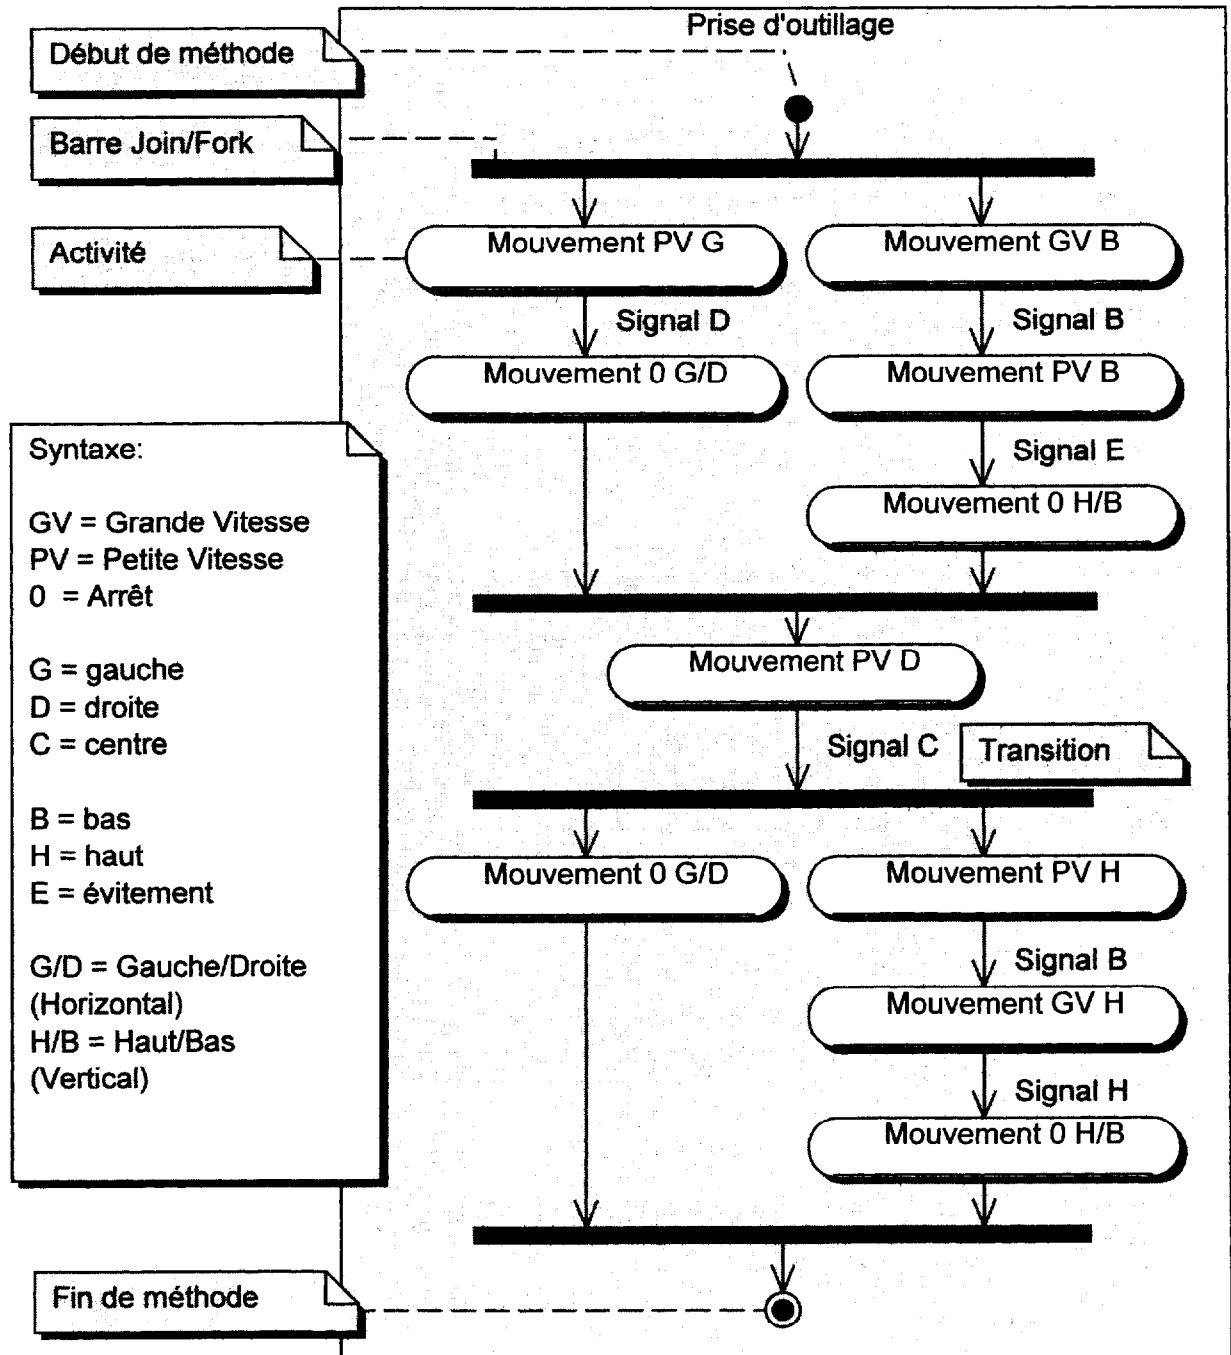 Prise d'outillage
Début de méthode
Barre Join/Fork
Activité
Mouvement PV G
Mouvement GV B
Signal D
Signal B
Mouvement 0 G/D
Mouvement PV B
Signal E
Mouvement 0 H/B
Syntaxe:
GV = Grande Vitesse
PV = Petite Vitesse
0 = Arrêt
G = gauche
D = droite
C = centre
B = bas
H = haut
E = évitement
G/D = Gauche/Droite
(Horizontal)
H/B = Haut/Bas
(Vertical)
Mouvement PV D
Signal C
Transition
Mouvement 0 G/D
Mouvement PV H
Signal B
Mouvement GV H
Signal H
Mouvement 0 H/B
Fin de méthode